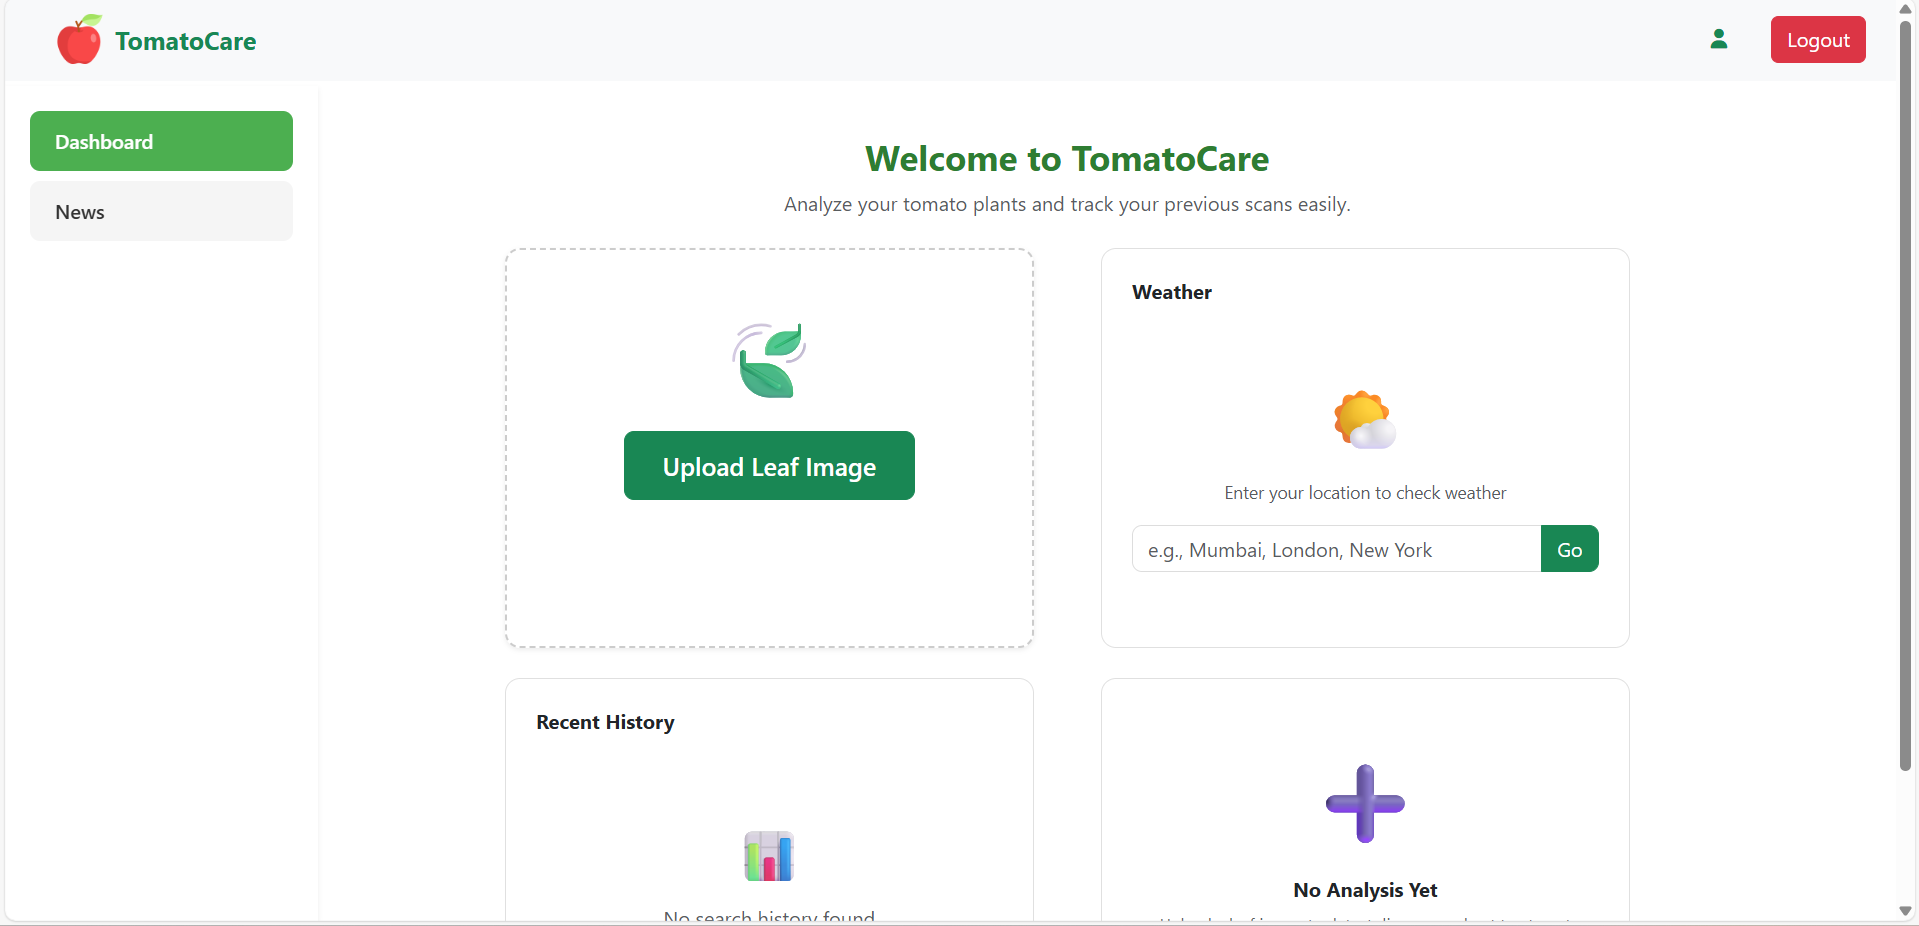 TomatoCare
Logout
Dashboard
News
Welcome to TomatoCare
Analyze your tomato plants and track your previous scans easily.
Upload Leaf Image
Weather
Enter your location to check weather
e.g., Mumbai, London, New York
Go
Recent History
No search history found
No Analysis Yet